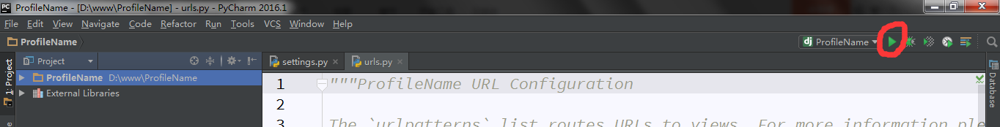 ProfileName - [D:\www\ProfileName] - urls.py - PyCharm 2016.1
File Edit View Navigate Code Refactor Run Tools VCS Window Help
ProfileName
dj ProfileName
Project
settings.py
urls.py
1: Project
ProfileName D:\www\ProfileName
External Libraries
1 """ProfileName URL Configuration
2
3 The `urlpatterns` list routes URLs to views. For more information ple
Database